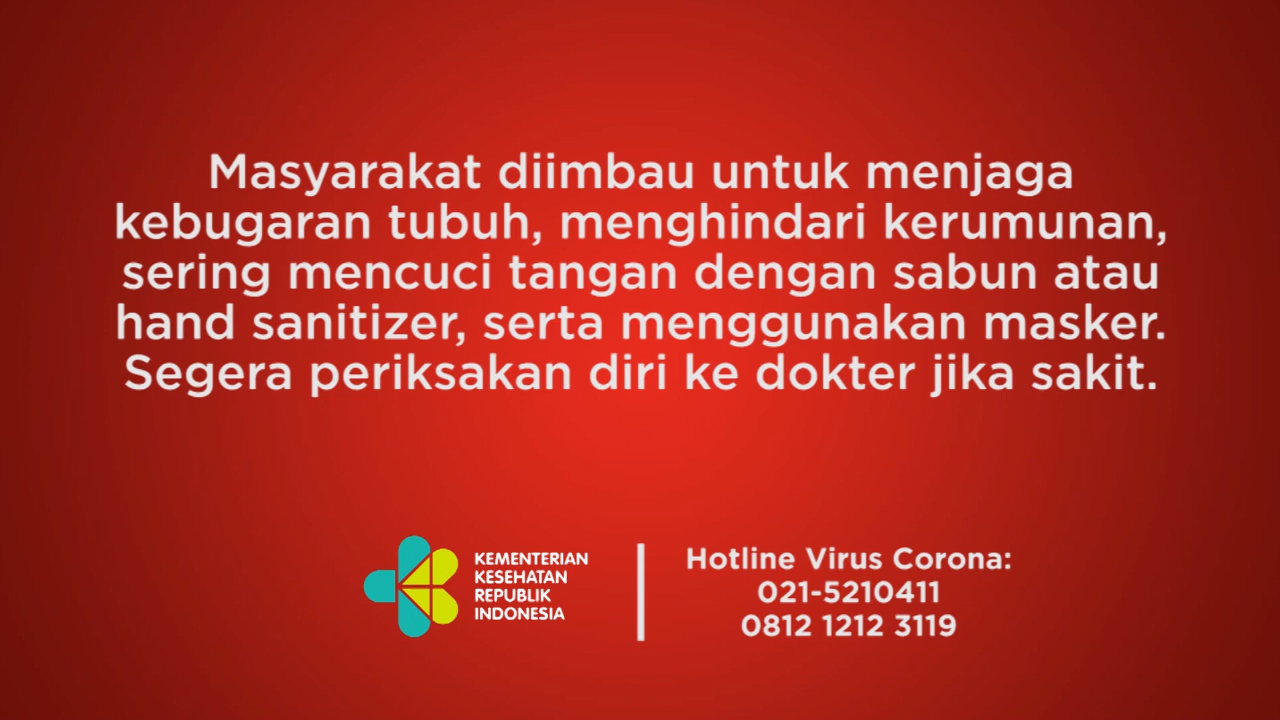 Masyarakat diimbau untuk menjaga
kebugaran tubuh, menghindari kerumunan,
sering mencuci tangan dengan sabun atau
hand sanitizer, serta menggunakan masker.
Segera periksakan diri ke dokter jika sakit.
KEMENTERIAN
KESEHATAN
REPUBLIK
INDONESIA
Hotline Virus Corona:
021-5210411
0812 1212 3119